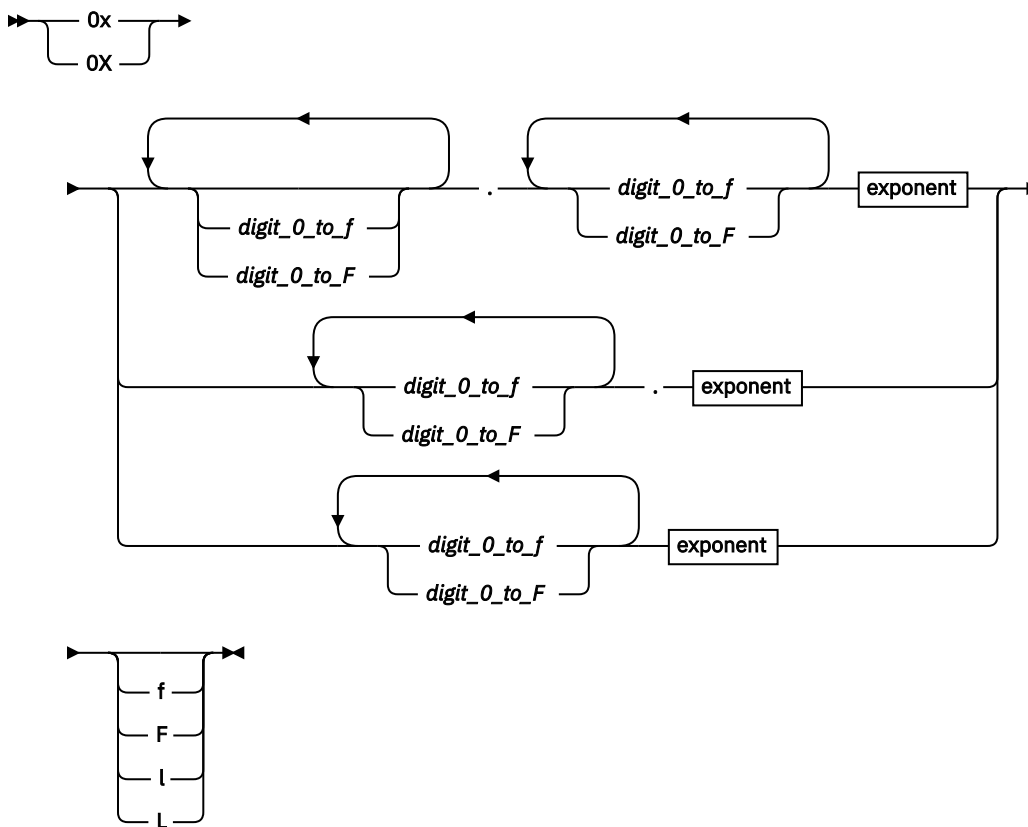 0x
0X
digit_0_to_f
digit_0_to_F
.
digit_0_to_f
digit_0_to_F
exponent
digit_0_to_f
digit_0_to_F
.
exponent
digit_0_to_f
digit_0_to_F
exponent
f
F
l
L